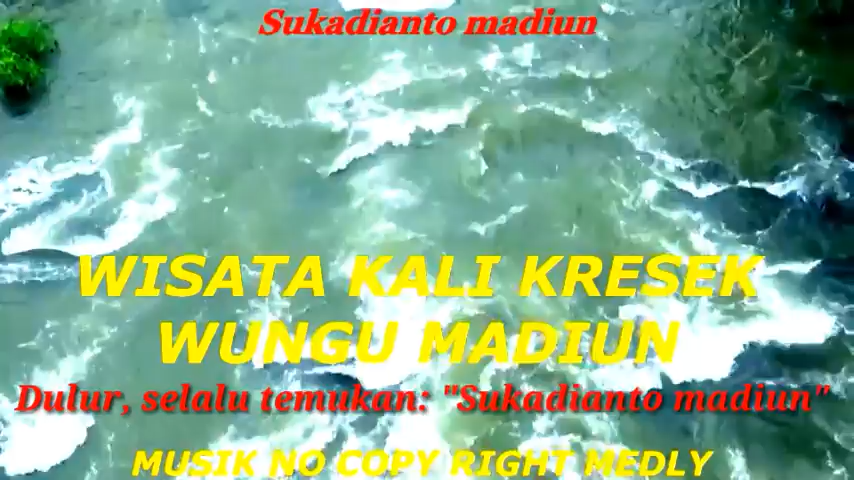 Sukadianto madiun
WISATA KALI KRESEK
WUNGU MADIUN
Dulur, selalu temukan: "Sukadianto madiun"
MUSIK NO COPY RIGHT MEDLY